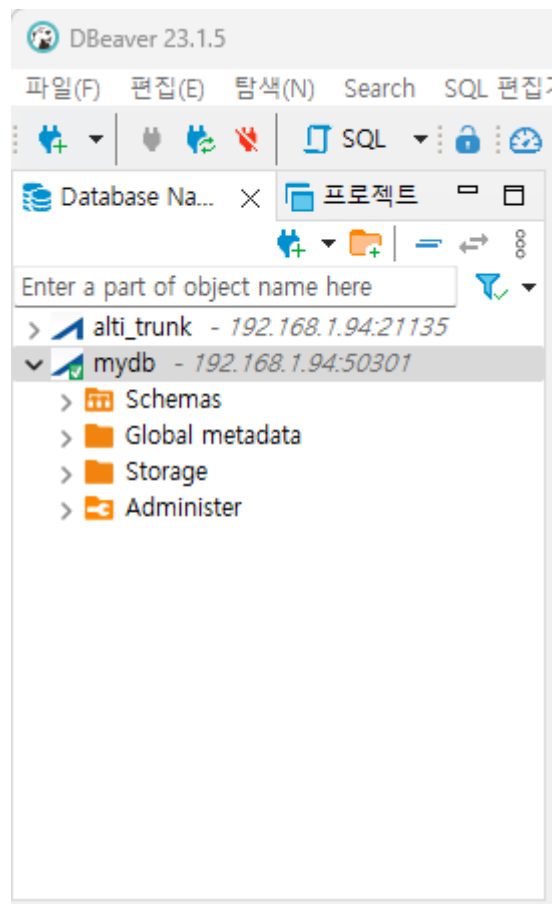 DBeaver 23.1.5
파일(F) 편집(E) 탐색(N) Search SQL 편집기
SQL
Database Na... 프로젝트
Enter a part of object name here
alti_trunk - 192.168.1.94:21135
mydb - 192.168.1.94:50301
Schemas
Global metadata
Storage
Administer